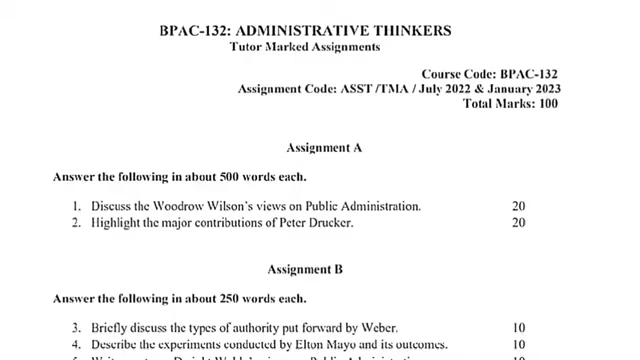 BPAC-132: ADMINISTRATIVE THINKERS
Tutor Marked Assignments
Course Code: BPAC-132
Assignment Code: ASST /TMA / July 2022 & January 2023
Total Marks: 100
Assignment A
Answer the following in about 500 words each.
1. Discuss the Woodrow Wilson's views on Public Administration. 20
2. Highlight the major contributions of Peter Drucker. 20
Assignment B
Answer the following in about 250 words each.
3. Briefly discuss the types of authority put forward by Weber. 10
4. Describe the experiments conducted by Elton Mayo and its outcomes. 10